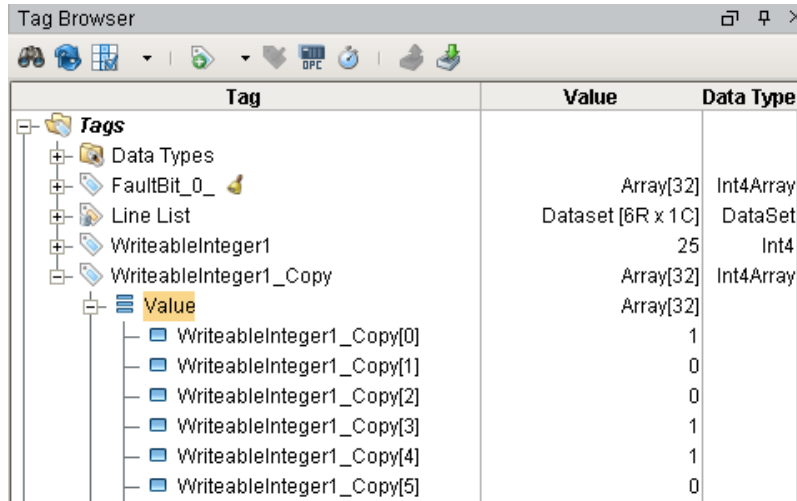 Tag Browser
OPC
Tag Value Data Type
Tags
Data Types
FaultBit_0_ Array[32] Int4Array
Line List Dataset [6R x 1C] DataSet
WriteableInteger1 25 Int4
WriteableInteger1_Copy Array[32] Int4Array
Value Array[32]
WriteableInteger1_Copy[0] 1
WriteableInteger1_Copy[1] 0
WriteableInteger1_Copy[2] 0
WriteableInteger1_Copy[3] 1
WriteableInteger1_Copy[4] 1
WriteableInteger1_Copy[5] 0